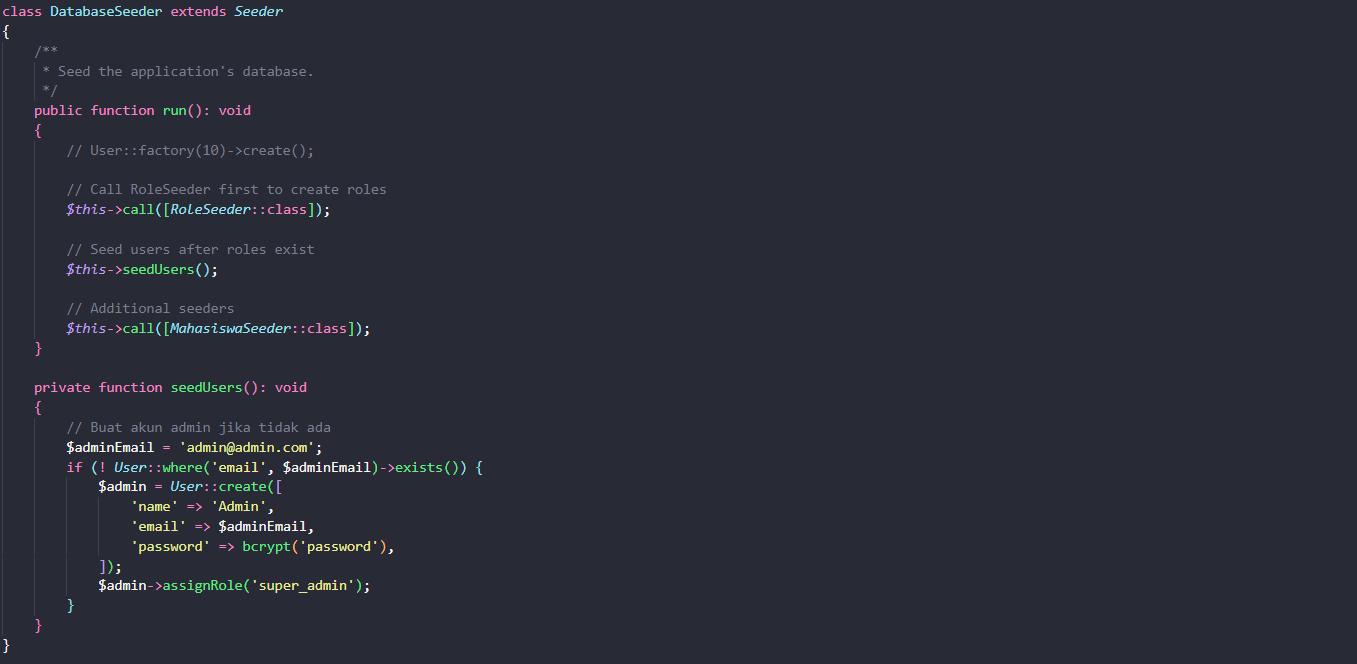 class DatabaseSeeder extends Seeder
{
    /**
     * Seed the application's database.
     */
    public function run(): void
    {
        // User::factory(10)->create();

        // Call RoleSeeder first to create roles
        $this->call([RoleSeeder::class]);

        // Seed users after roles exist
        $this->seedUsers();

        // Additional seeders
        $this->call([MahasiswaSeeder::class]);
    }

    private function seedUsers(): void
    {
        // Buat akun admin jika tidak ada
        $adminEmail = 'admin@admin.com';
        if (! User::where('email', $adminEmail)->exists()) {
            $admin = User::create([
                'name' => 'Admin',
                'email' => $adminEmail,
                'password' => bcrypt('password'),
            ]);
            $admin->assignRole('super_admin');
        }
    }
}